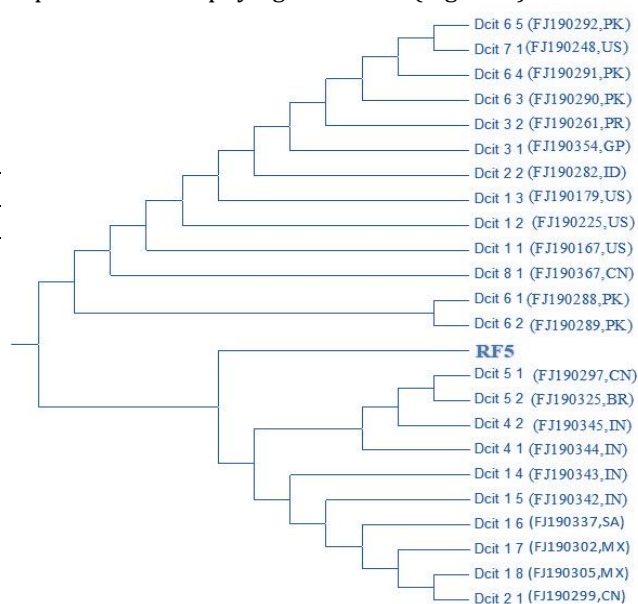 Dcit 6 5 (FJ190292,PK)
Dcit 7 1 (FJ190248,US)
Dcit 6 4 (FJ190291,PK)
Dcit 6 3 (FJ190290,PK)
Dcit 3 2 (FJ190261,PR)
Dcit 3 1 (FJ190354,GP)
Dcit 2 2 (FJ190282,ID)
Dcit 1 3 (FJ190179,US)
Dcit 1 2 (FJ190225,US)
Dcit 1 1 (FJ190167,US)
Dcit 8 1 (FJ190367,CN)
Dcit 6 1 (FJ190288,PK)
Dcit 6 2 (FJ190289,PK)
RF5
Dcit 5 1 (FJ190297,CN)
Dcit 5 2 (FJ190325,BR)
Dcit 4 2 (FJ190345,IN)
Dcit 4 1 (FJ190344,IN)
Dcit 1 4 (FJ190343,IN)
Dcit 1 5 (FJ190342,IN)
Dcit 1 6 (FJ190337,SA)
Dcit 1 7 (FJ190302,MX)
Dcit 1 8 (FJ190305,MX)
Dcit 2 1 (FJ190299,CN)